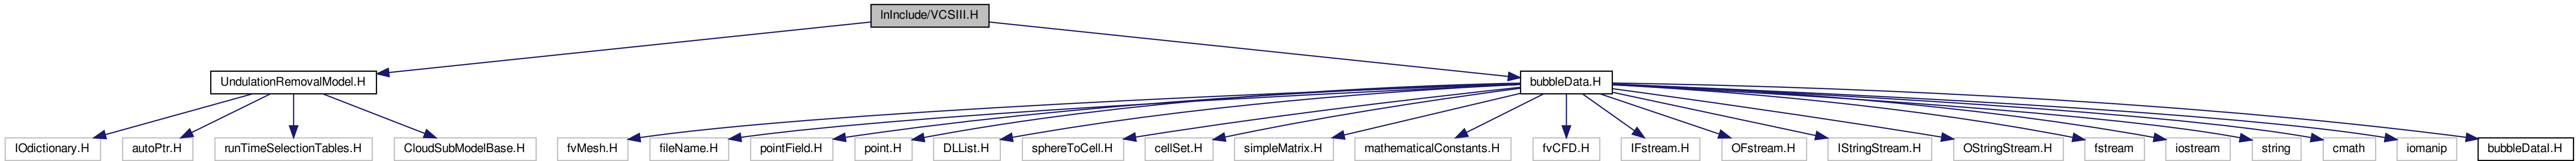 lnInclude/VCSIII.H
UndulationRemovalModel.H
bubbleData.H
IOdictionary.H
autoPtr.H
runTimeSelectionTables.H
CloudSubModelBase.H
fvMesh.H
fileName.H
pointField.H
point.H
DLList.H
sphereToCell.H
cellSet.H
simpleMatrix.H
mathematicalConstants.H
fvCFD.H
IFstream.H
OFstream.H
IStringStream.H
OStringStream.H
fstream
iostream
string
cmath
iomanip
bubbleDataI.H